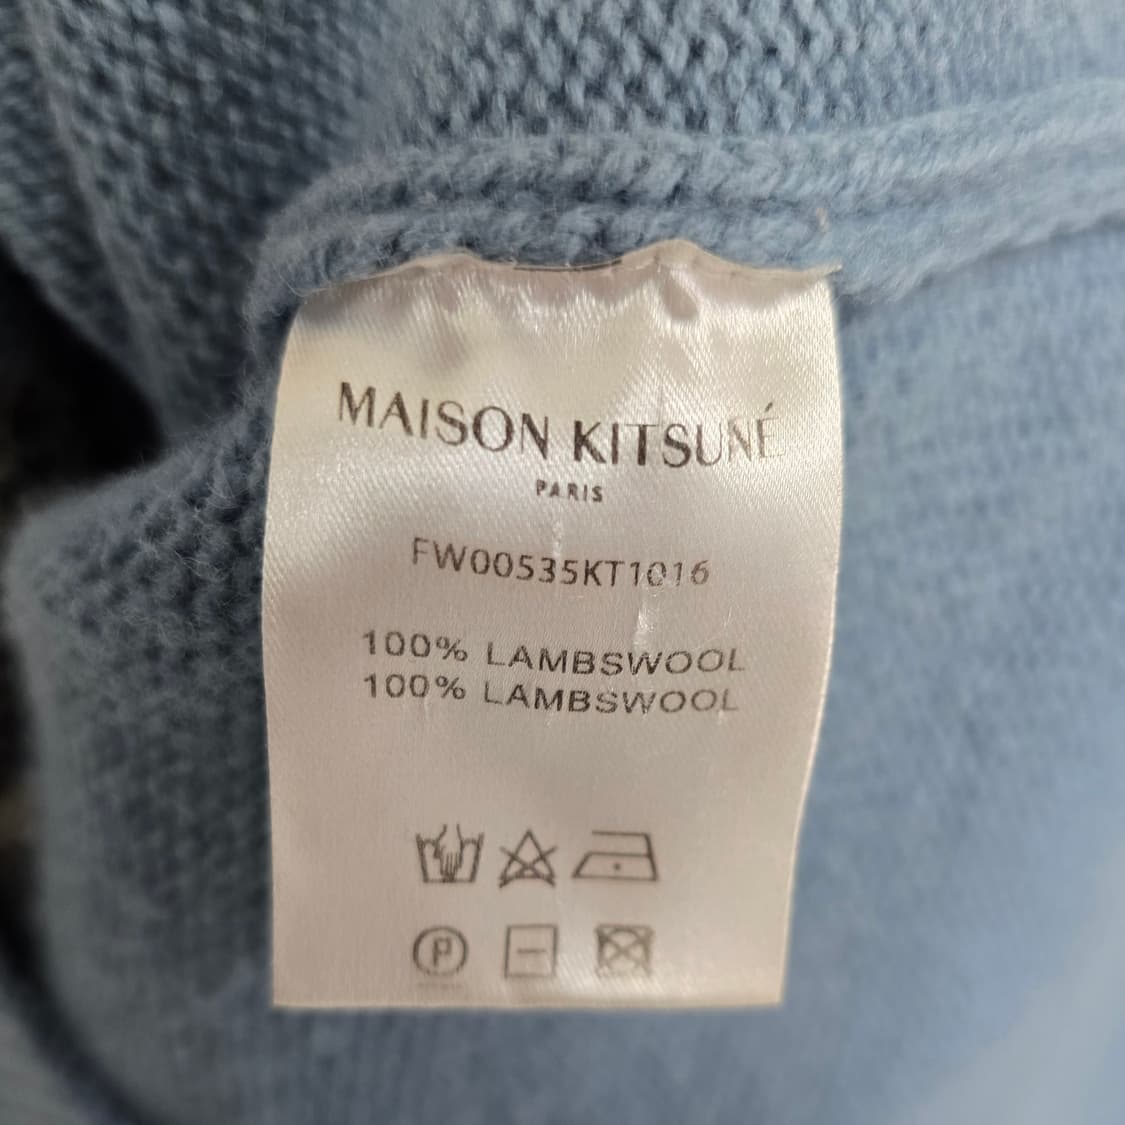 MAISON KITSUNÉ
PARIS
FW00535KT1016
100% LAMBSWOOL
100% LAMBSWOOL
P